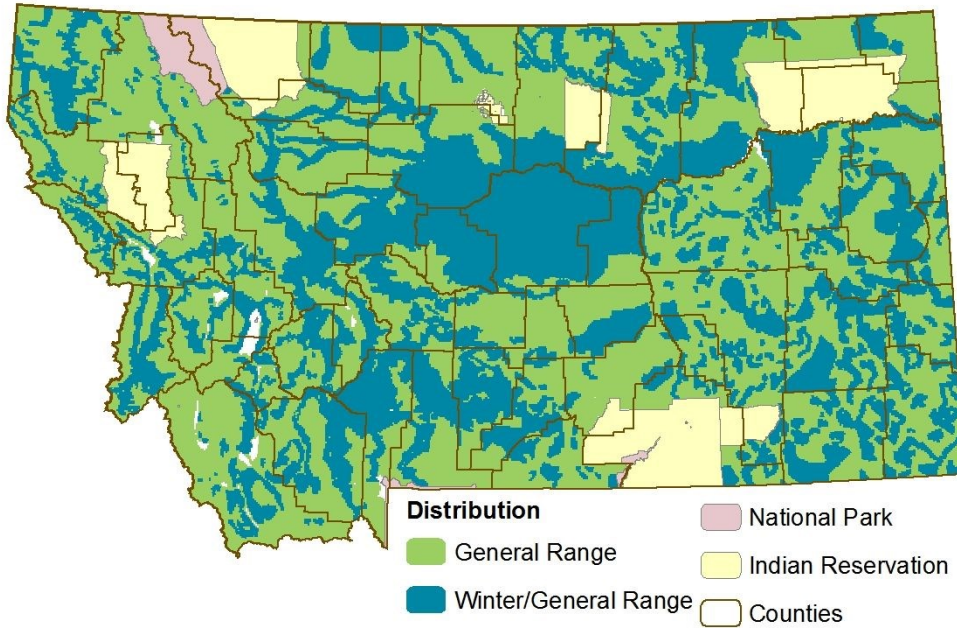 Distribution
General Range
Winter/General Range
National Park
Indian Reservation
Counties